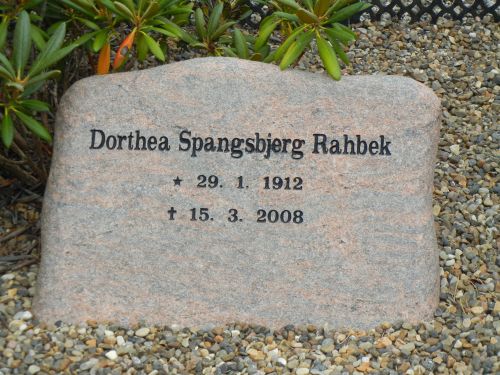 Dorthea Spangsbjerg Rahbek
★ 29. 1. 1912
✝ 15. 3. 2008